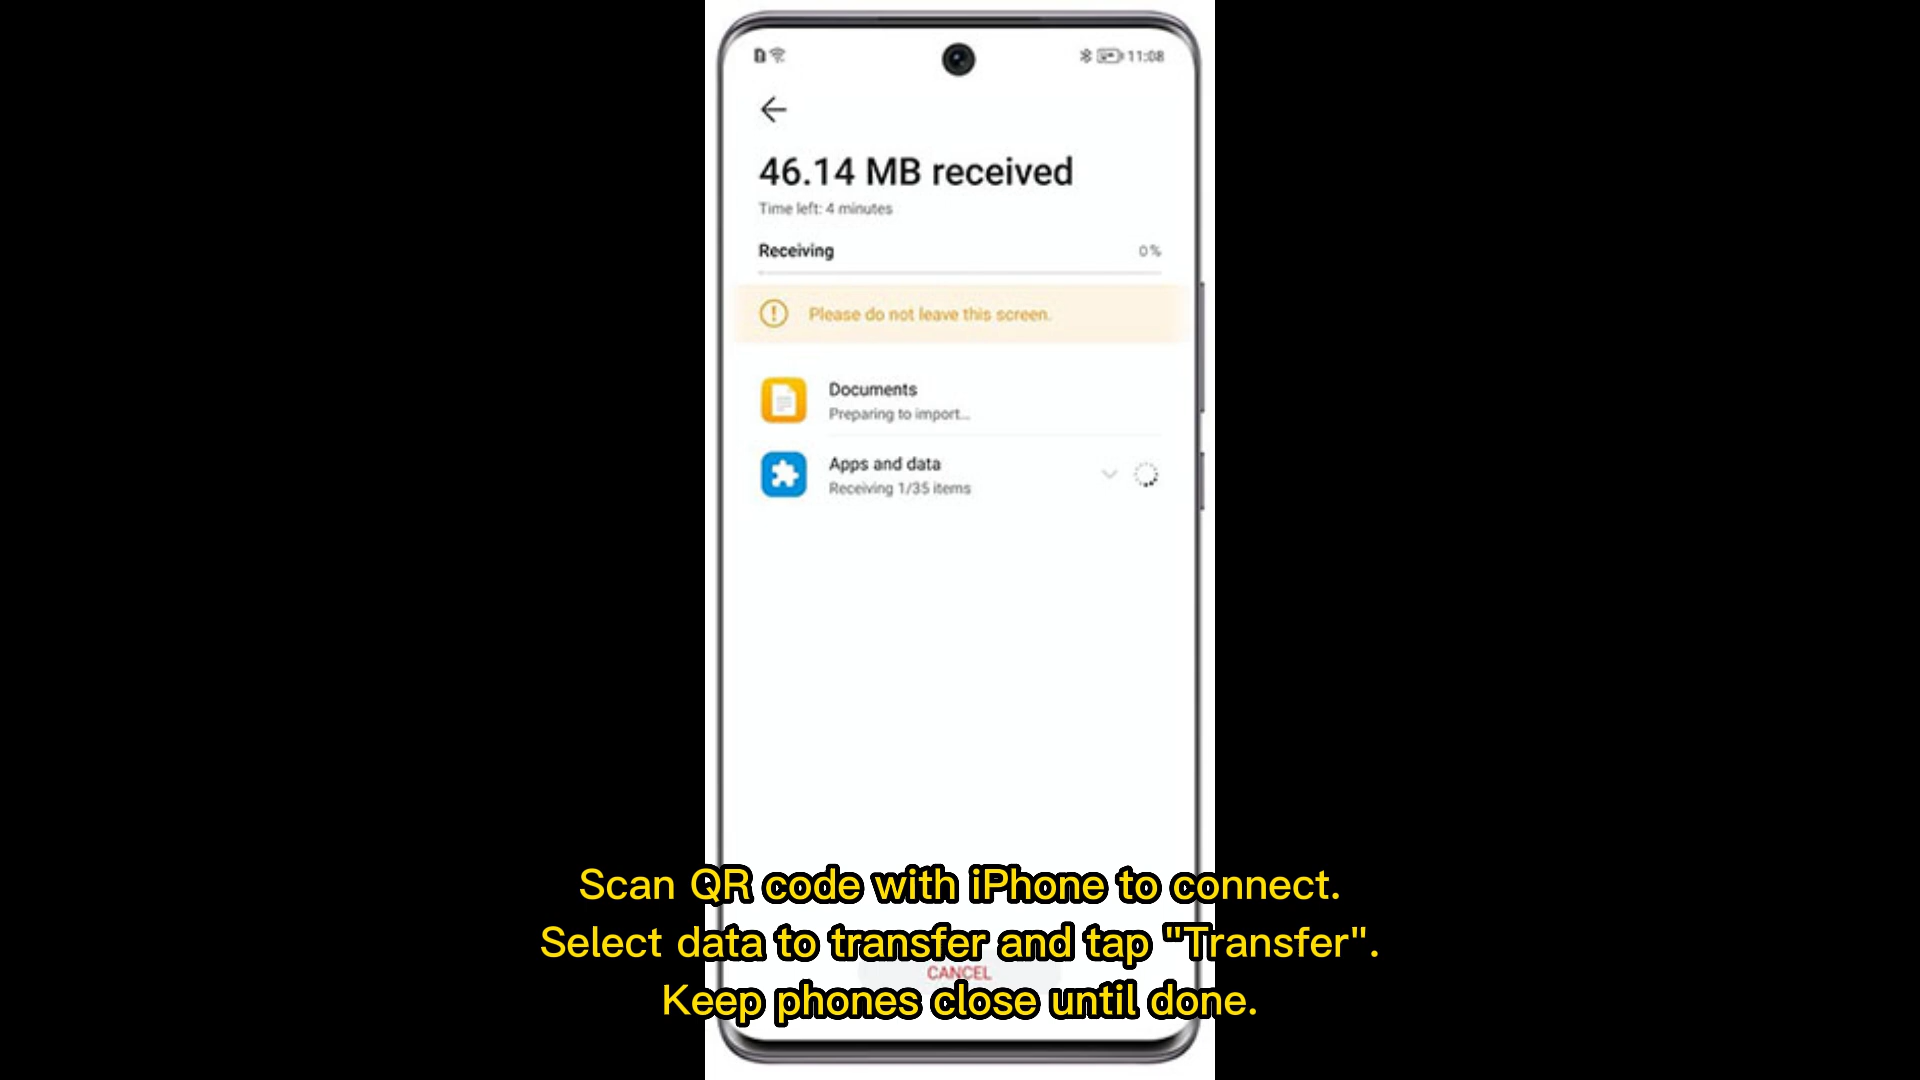 11:08
46.14 MB received
Time left: 4 minutes
Receiving 0%
Please do not leave this screen.
Documents
Preparing to import...
Apps and data
Receiving 1/35 items
Scan QR code with iPhone to connect.
Select data to transfer and tap "Transfer".
CANCEL
Keep phones close until done.